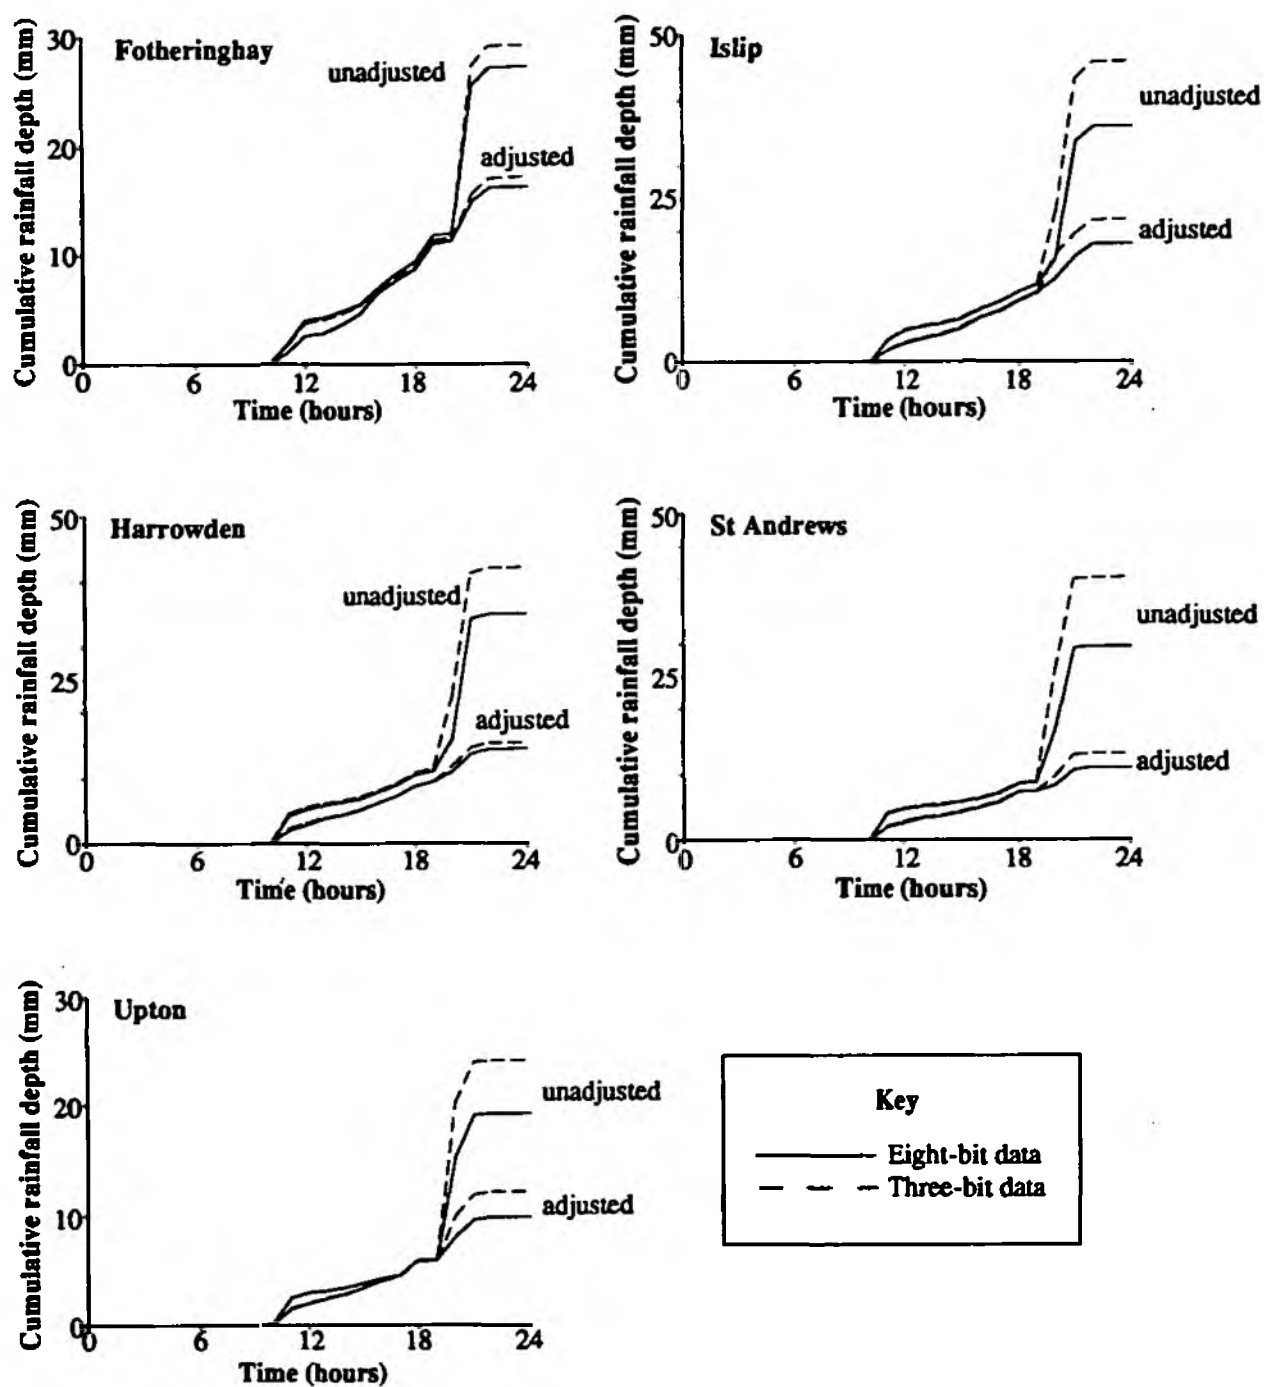 Fotheringhay
Cumulative rainfall depth (mm)
30
20
10
0
unadjusted
adjusted
0 6 12 18 24
Time (hours)
Islip
Cumulative rainfall depth (mm)
50
25
0
unadjusted
adjusted
0 6 12 18 24
Time (hours)
Harrowden
Cumulative rainfall depth (mm)
50
25
0
unadjusted
adjusted
0 6 12 18 24
Time (hours)
St Andrews
Cumulative rainfall depth (mm)
50
25
0
unadjusted
adjusted
0 6 12 18 24
Time (hours)
Upton
Cumulative rainfall depth (mm)
30
20
10
0
unadjusted
adjusted
0 6 12 18 24
Time (hours)
Key
Eight-bit data
Three-bit data